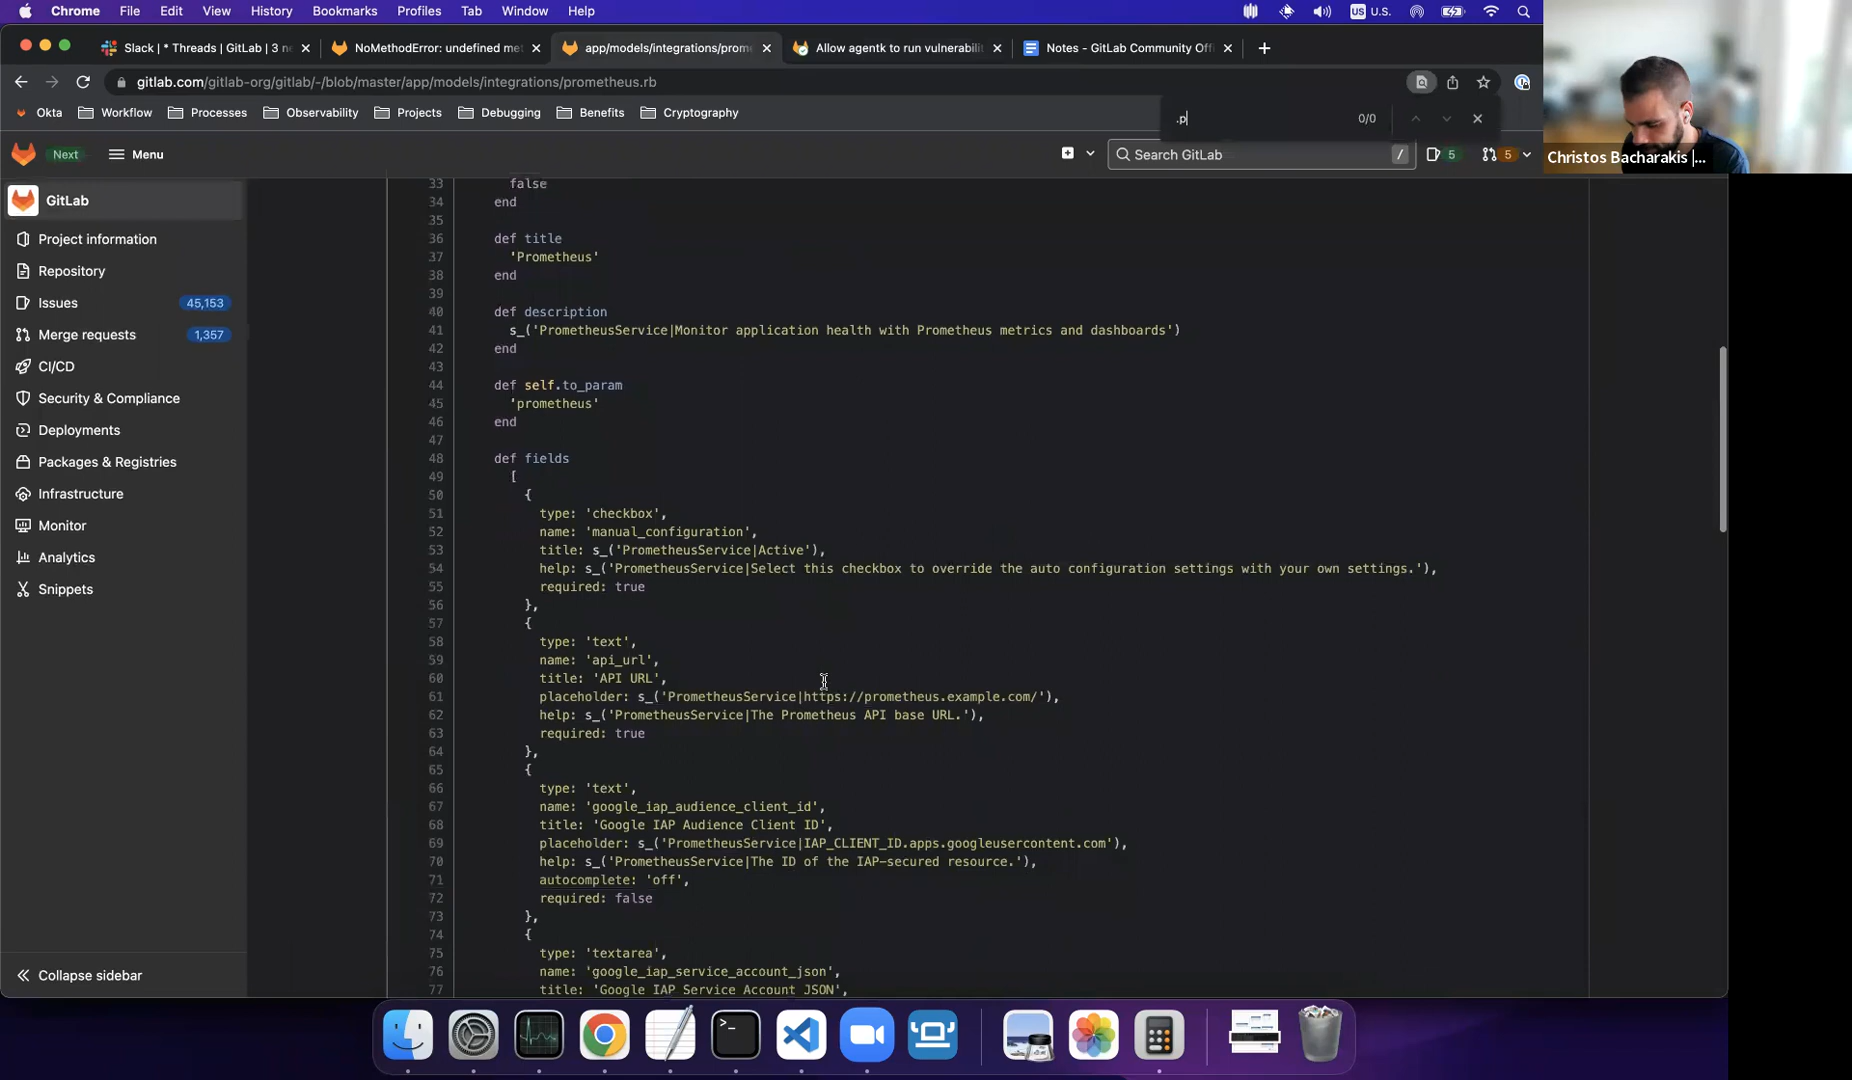 Chrome File Edit View History Bookmarks Profiles Tab Window Help US U.S.
Slack | * Threads | GitLab | 3 ne NoMethodError: undefined met app/models/integrations/prome Allow agentk to run vulnerabilit Notes - GitLab Community Offi
gitlab.com/gitlab-org/gitlab/-/blob/master/app/models/integrations/prometheus.rb
Okta Workflow Processes Observability Projects Debugging Benefits Cryptography
.p 0/0
Next Menu Search GitLab / 5 5
Christos Bacharakis |...
GitLab
Project information
Repository
Issues 45,153
Merge requests 1,357
CI/CD
Security & Compliance
Deployments
Packages & Registries
Infrastructure
Monitor
Analytics
Snippets
Collapse sidebar
33 false
34 end
35
36 def title
37 'Prometheus'
38 end
39
40 def description
41 s_('PrometheusService|Monitor application health with Prometheus metrics and dashboards')
42 end
43
44 def self.to_param
45 'prometheus'
46 end
47
48 def fields
49 [
50 {
51 type: 'checkbox',
52 name: 'manual_configuration',
53 title: s_('PrometheusService|Active'),
54 help: s_('PrometheusService|Select this checkbox to override the auto configuration settings with your own settings.'),
55 required: true
56 },
57 {
58 type: 'text',
59 name: 'api_url',
60 title: 'API URL',
61 placeholder: s_('PrometheusService|https://prometheus.example.com/'),
62 help: s_('PrometheusService|The Prometheus API base URL.'),
63 required: true
64 },
65 {
66 type: 'text',
67 name: 'google_iap_audience_client_id',
68 title: 'Google IAP Audience Client ID',
69 placeholder: s_('PrometheusService|IAP_CLIENT_ID.apps.googleusercontent.com'),
70 help: s_('PrometheusService|The ID of the IAP-secured resource.'),
71 autocomplete: 'off',
72 required: false
73 },
74 {
75 type: 'textarea',
76 name: 'google_iap_service_account_json',
77 title: 'Google IAP Service Account JSON',